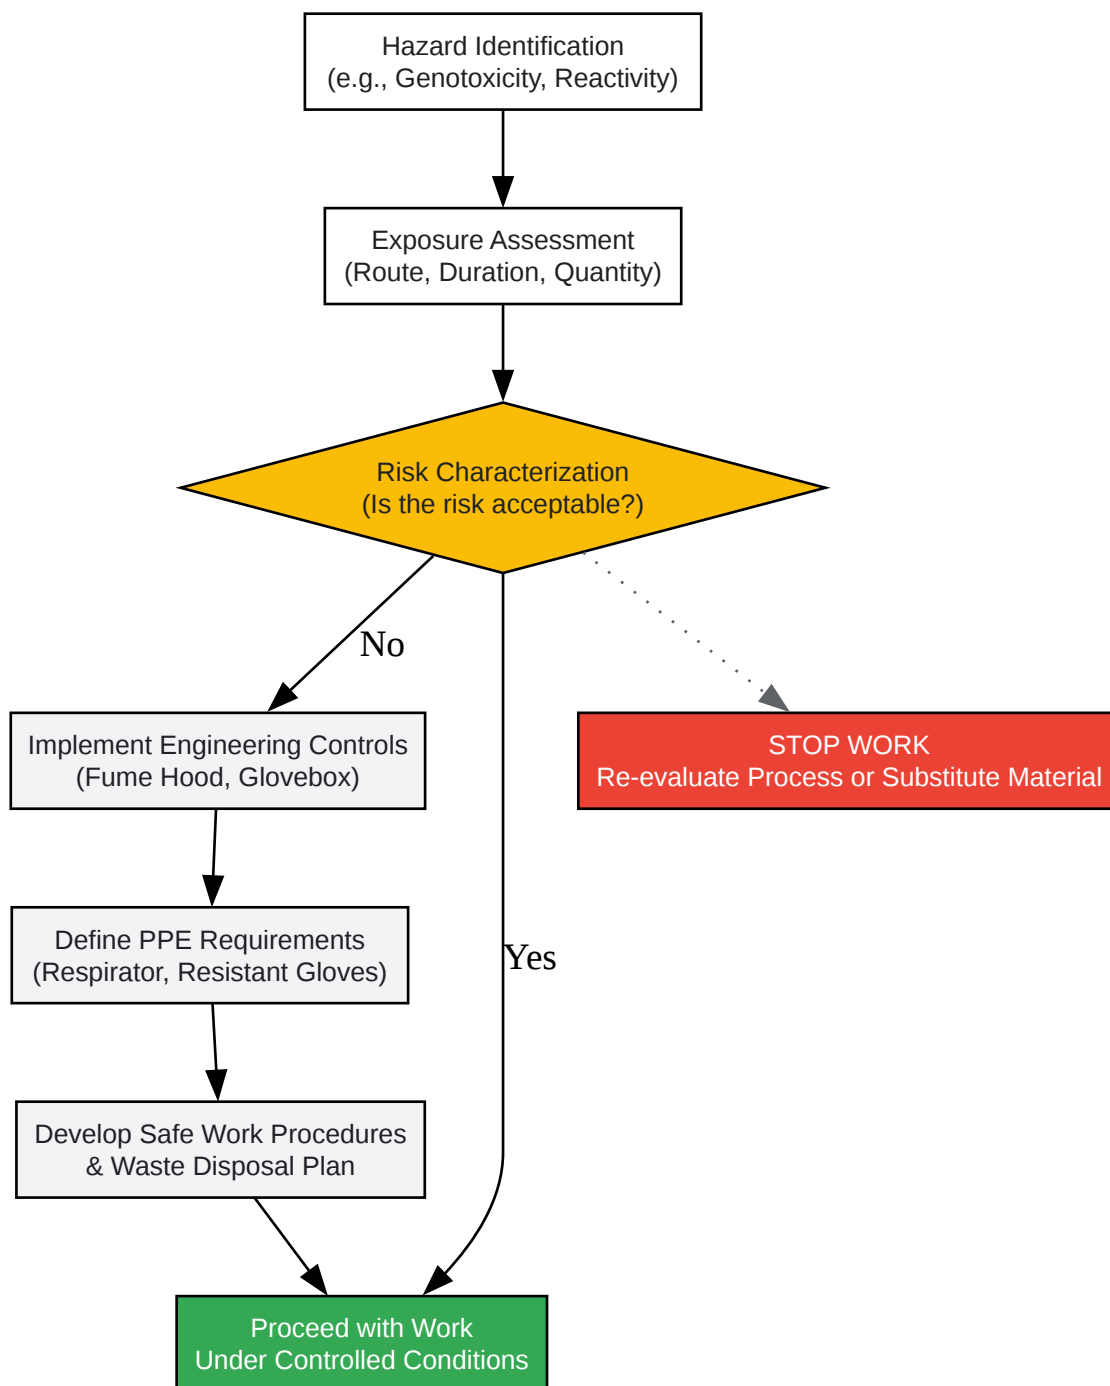 Hazard Identification
(e.g., Genotoxicity, Reactivity)
Exposure Assessment
(Route, Duration, Quantity)
Risk Characterization
(Is the risk acceptable?)
No
Implement Engineering Controls
(Fume Hood, Glovebox)
STOP WORK
Re-evaluate Process or Substitute Material
Define PPE Requirements
(Respirator, Resistant Gloves)
Yes
Develop Safe Work Procedures
& Waste Disposal Plan
Proceed with Work
Under Controlled Conditions